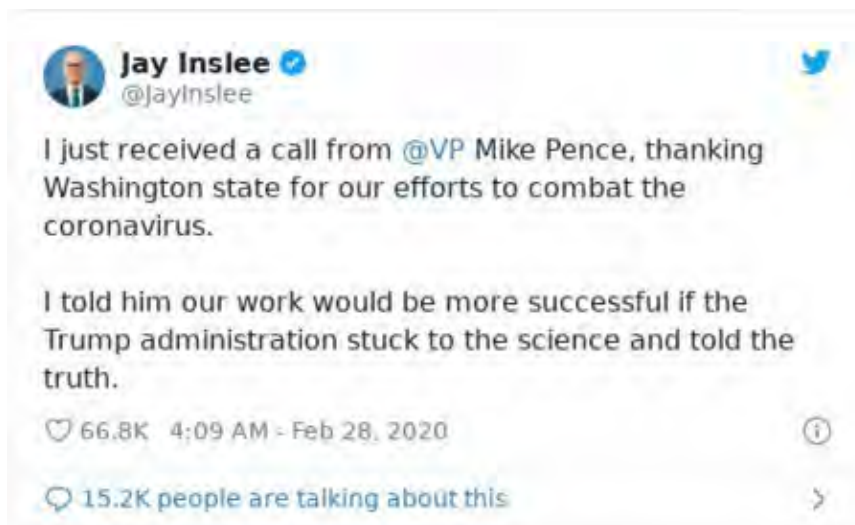 Jay Inslee
@JayInslee
I just received a call from @VP Mike Pence, thanking
Washington state for our efforts to combat the
coronavirus.
I told him our work would be more successful if the
Trump administration stuck to the science and told the
truth.
66.8K 4:09 AM - Feb 28, 2020
15.2K people are talking about this